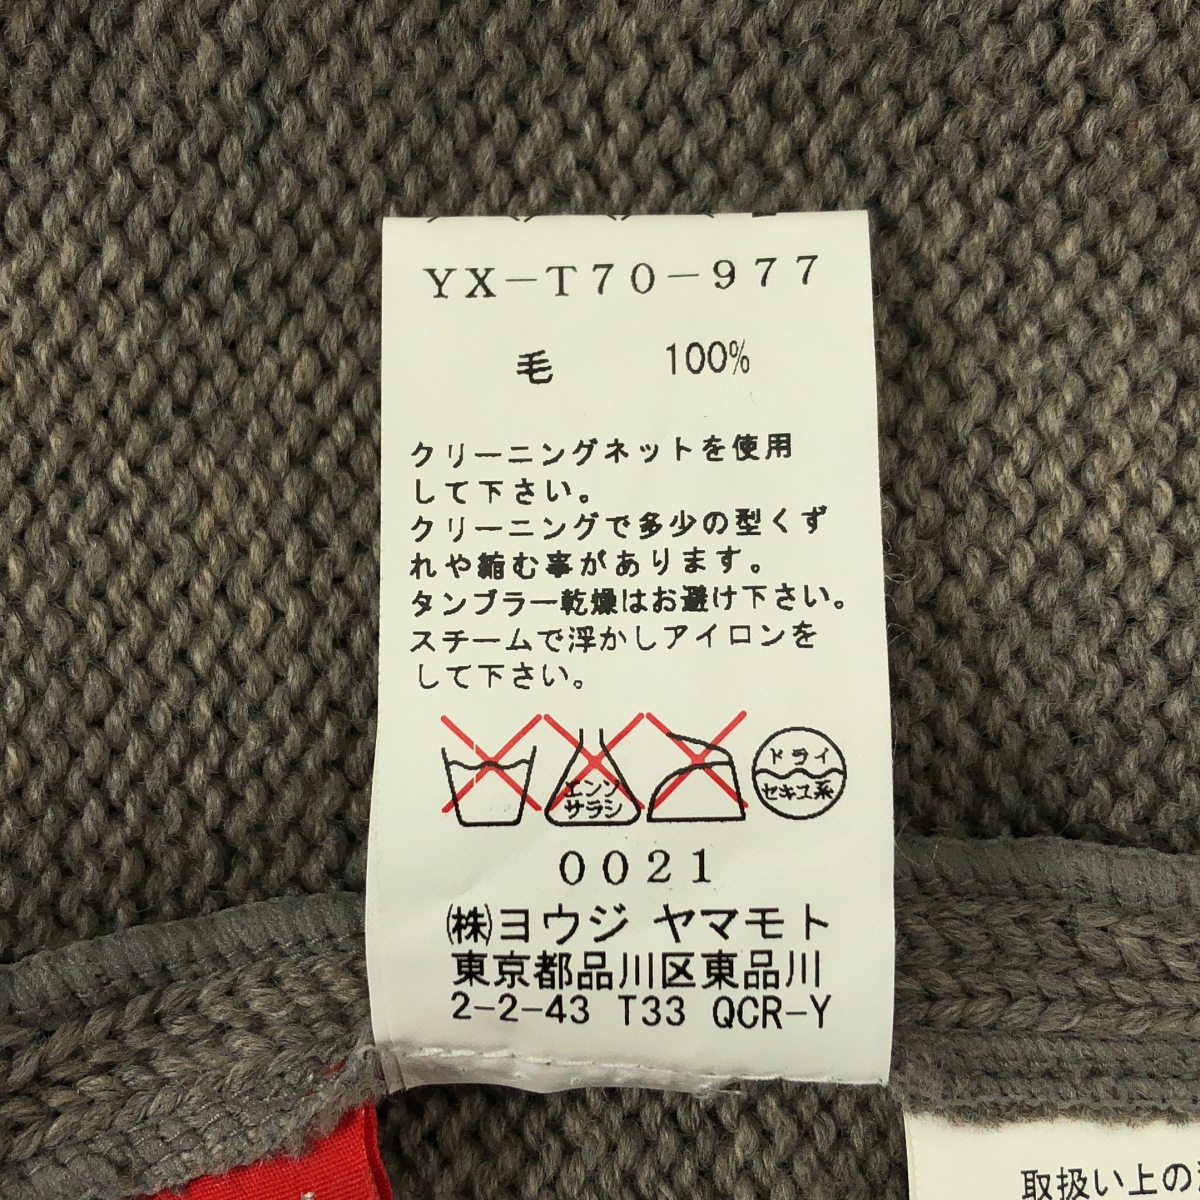 YX-T70-977
毛 100%
クリーニングネットを使用
して下さい。
クリーニングで多少の型くず
れや縮む事があります。
タンブラー乾燥はお避け下さい。
スチームで浮かしアイロンを
して下さい。
エンソ
サラシ
ドライ
セキユ系
0021
㈱ヨウジ ヤマモト
東京都品川区東品川
2-2-43 T33 QCR-Y
取扱い上の